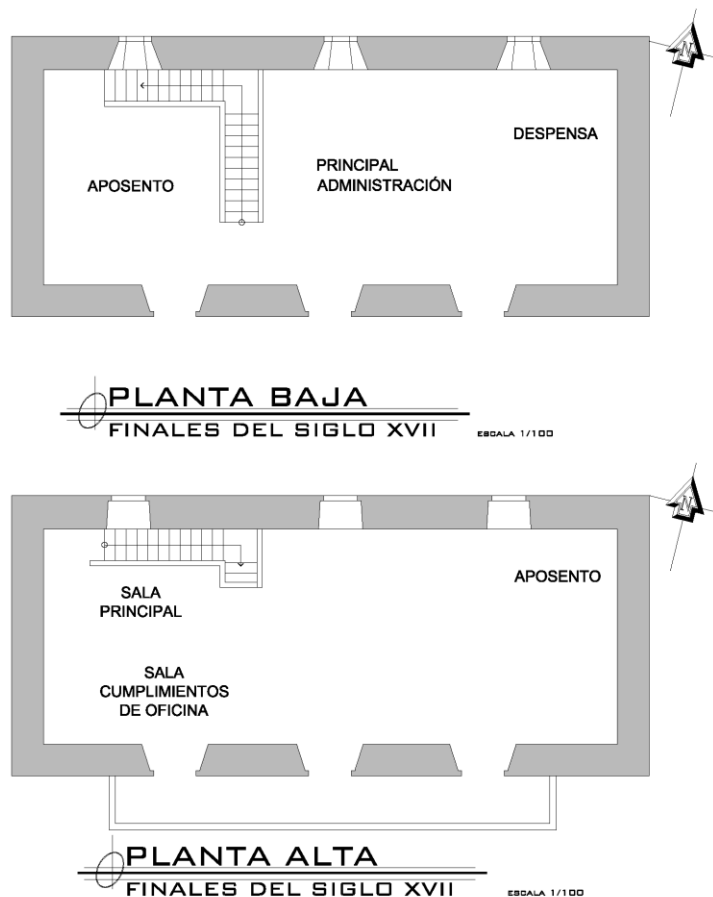 N
DESPENSA
PRINCIPAL
ADMINISTRACIÓN
APOSENTO
PLANTA BAJA
FINALES DEL SIGLO XVII
ESCALA 1/100
N
APOSENTO
SALA
PRINCIPAL
SALA
CUMPLIMIENTOS
DE OFICINA
PLANTA ALTA
FINALES DEL SIGLO XVII
ESCALA 1/100